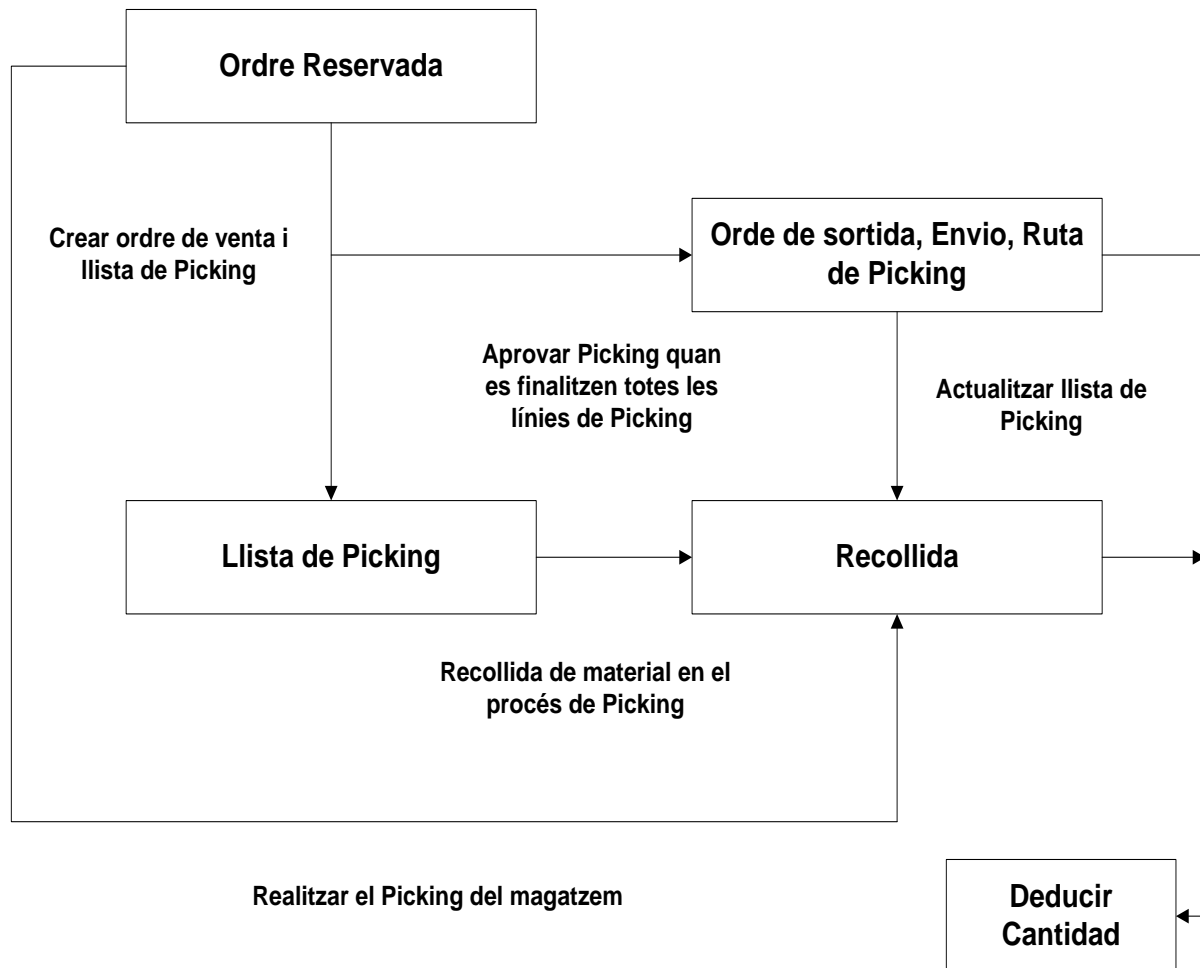 Ordre Reservada
Crear ordre de venta i
llista de Picking
Orde de sortida, Envio, Ruta
de Picking
Aprovar Picking quan
es finalitzen totes les
línies de Picking
Actualitzar llista de
Picking
Llista de Picking
Recollida
Recollida de material en el
procés de Picking
Realitzar el Picking del magatzem
Deducir
Cantidad